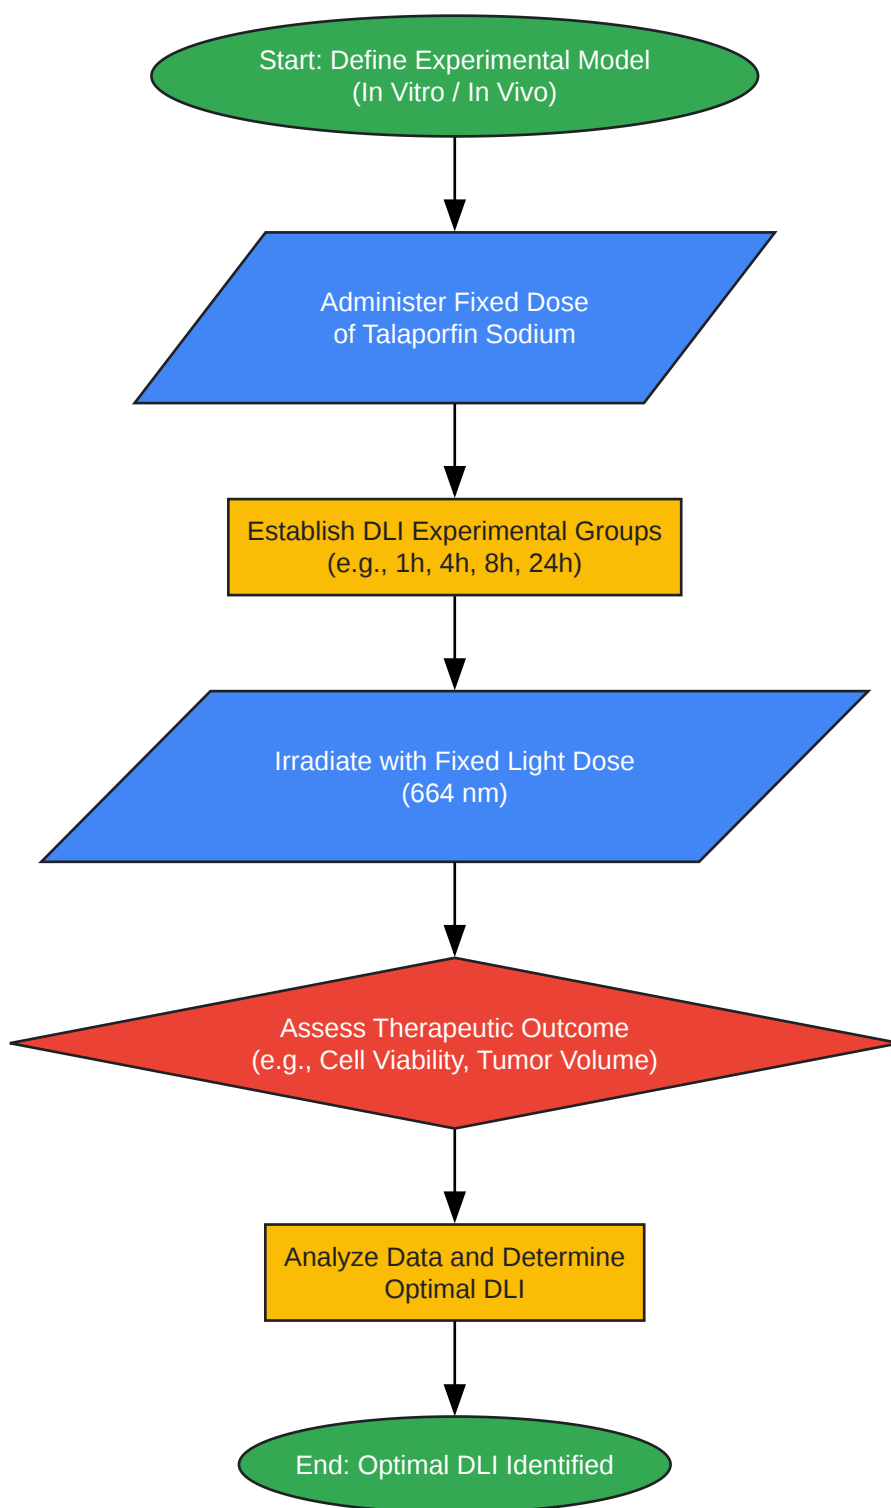 Start: Define Experimental Model
(In Vitro / In Vivo)
Administer Fixed Dose
of Talaporfin Sodium
Establish DLI Experimental Groups
(e.g., 1h, 4h, 8h, 24h)
Irradiate with Fixed Light Dose
(664 nm)
Assess Therapeutic Outcome
(e.g., Cell Viability, Tumor Volume)
Analyze Data and Determine
Optimal DLI
End: Optimal DLI Identified